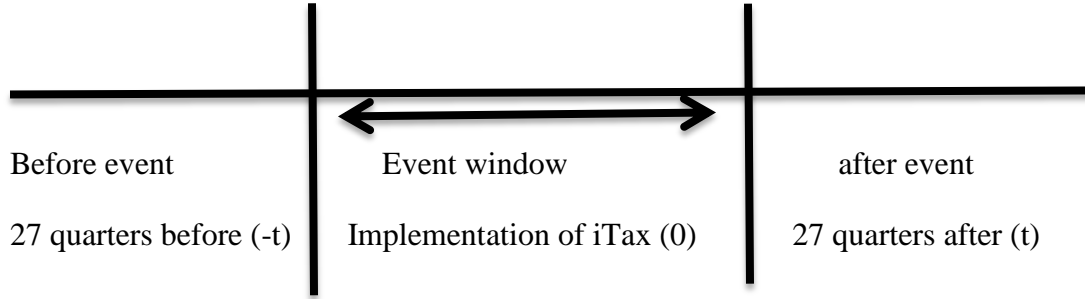 Before event Event window after event
27 quarters before (-t) Implementation of iTax (0) 27 quarters after (t)